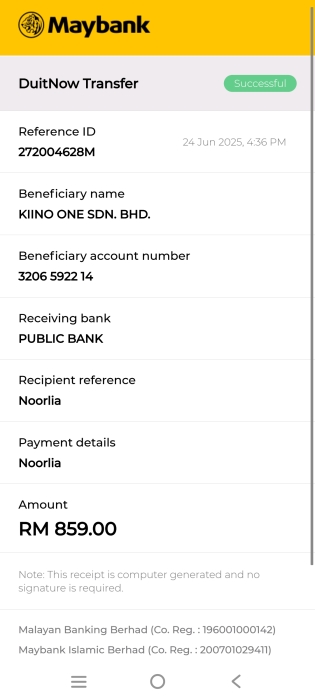 Maybank
DuitNow Transfer
Successful
Reference ID
24 Jun 2025, 4:36 PM
272004628M
Beneficiary name
KIINO ONE SDN. BHD.
Beneficiary account number
3206 5922 14
Receiving bank
PUBLIC BANK
Recipient reference
Noorlia
Payment details
Noorlia
Amount
RM 859.00
Note: This receipt is computer generated and no
signature is required.
Malayan Banking Berhad (Co. Reg. : 196001000142)
Maybank Islamic Berhad (Co. Reg. : 200701029411)